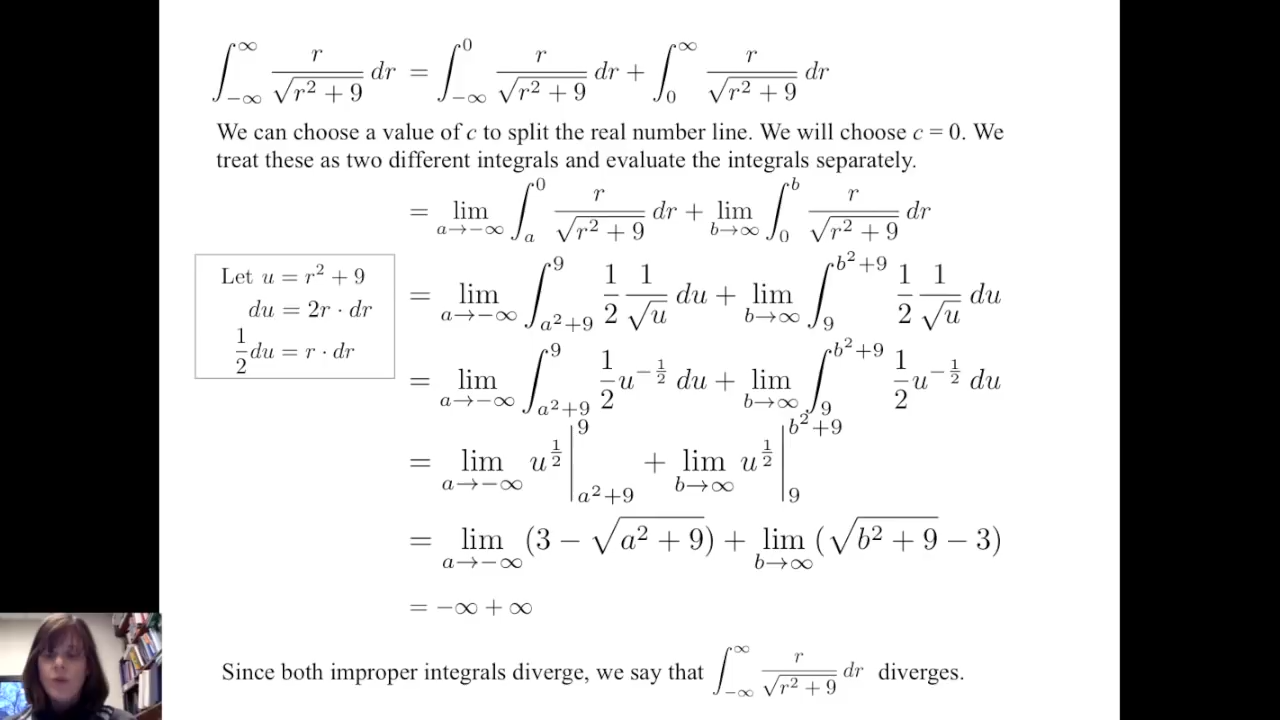 ∫_{-∞}^{∞} r/√(r² + 9) dr = ∫_{-∞}^{0} r/√(r² + 9) dr + ∫_{0}^{∞} r/√(r² + 9) dr
We can choose a value of c to split the real number line. We will choose c = 0. We
treat these as two different integrals and evaluate the integrals separately.
= lim_{a→-∞} ∫_{a}^{0} r/√(r² + 9) dr + lim_{b→∞} ∫_{0}^{b} r/√(r² + 9) dr
Let u = r² + 9
du = 2r · dr
1/2 du = r · dr
= lim_{a→-∞} ∫_{a²+9}^{9} 1/2 1/√u du + lim_{b→∞} ∫_{9}^{b²+9} 1/2 1/√u du
= lim_{a→-∞} ∫_{a²+9}^{9} 1/2 u^{-1/2} du + lim_{b→∞} ∫_{9}^{b²+9} 1/2 u^{-1/2} du
= lim_{a→-∞} u^{1/2} |_{a²+9}^{9} + lim_{b→∞} u^{1/2} |_{9}^{b²+9}
= lim_{a→-∞} (3 − √(a² + 9)) + lim_{b→∞} (√(b² + 9) − 3)
= −∞ + ∞
Since both improper integrals diverge, we say that ∫_{-∞}^{∞} r/√(r² + 9) dr diverges.